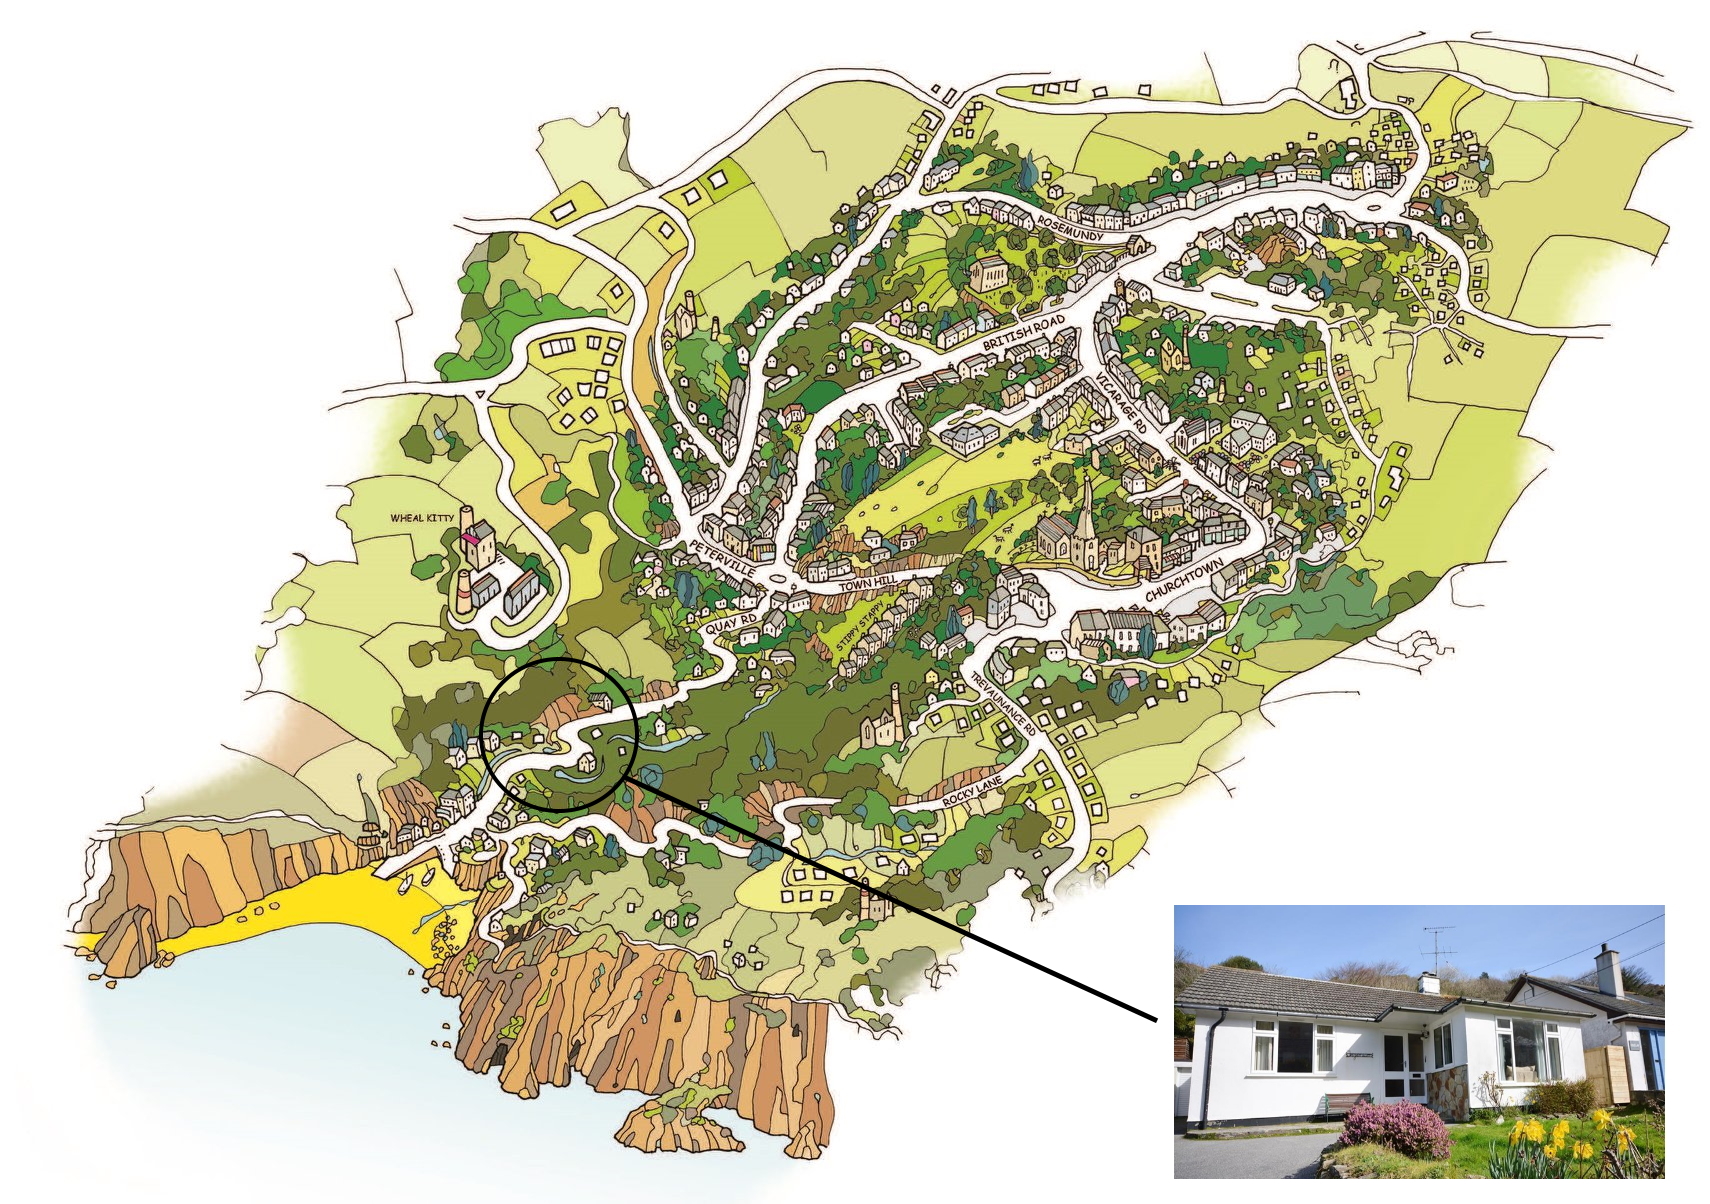 ROSEMUNDY
BRITISH ROAD
VICARAGE RD
WHEAL KITTY
PETERVILLE
TOWN HILL
CHURCHTOWN
QUAY RD
STIPPY STAPPY
TREVAUNANCE RD
ROCKY LANE